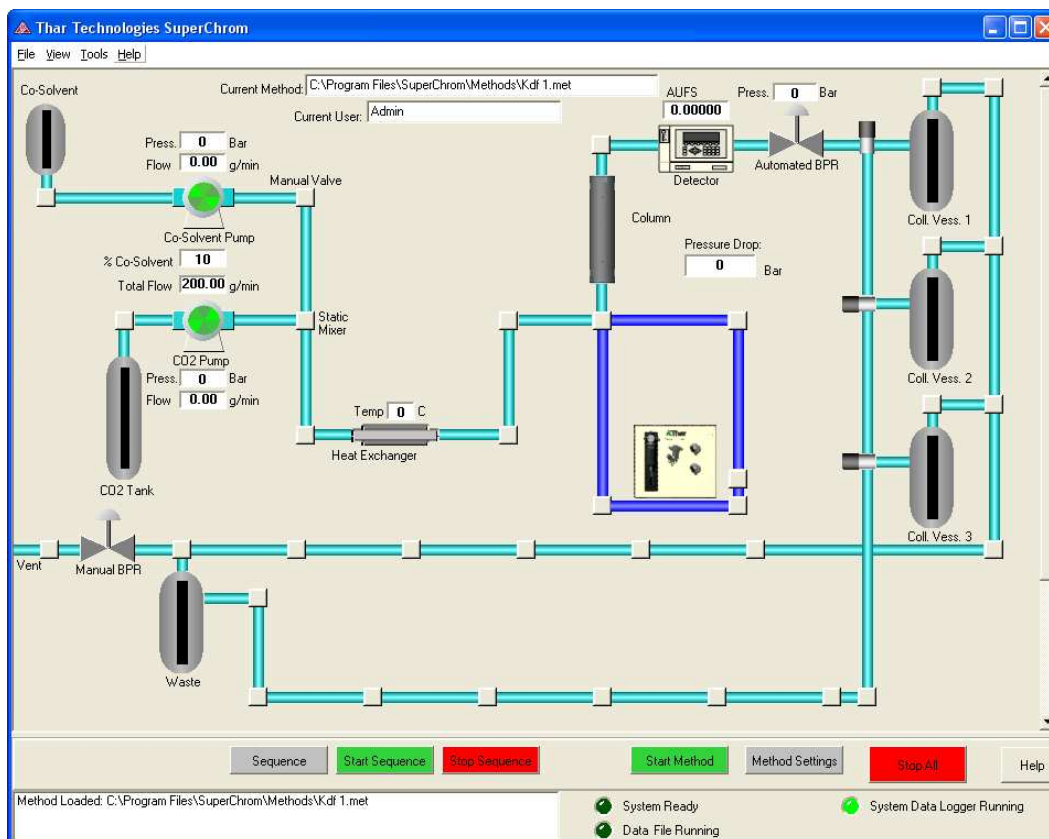 Thar Technologies SuperChrom
File View Tools Help
Current Method: C:\Program Files\SuperChrom\Methods\Kdf 1.met
Current User: Admin
Co-Solvent
Press. 0 Bar
Flow 0.00 g/min
Manual Valve
Co-Solvent Pump
% Co-Solvent 10
Total Flow 200.00 g/min
Static
Mixer
CO2 Pump
Press. 0 Bar
Flow 0.00 g/min
CO2 Tank
Temp 0 C
Heat Exchanger
Column
AUFS
0.00000
Detector
Press. 0 Bar
Automated BPR
Pressure Drop:
0 Bar
Thar
Coll. Vess. 1
Coll. Vess. 2
Coll. Vess. 3
Vent
Manual BPR
Waste
Sequence Start Sequence Stop Sequence Start Method Method Settings Stop All Help
Method Loaded: C:\Program Files\SuperChrom\Methods\Kdf 1.met
System Ready System Data Logger Running
Data File Running